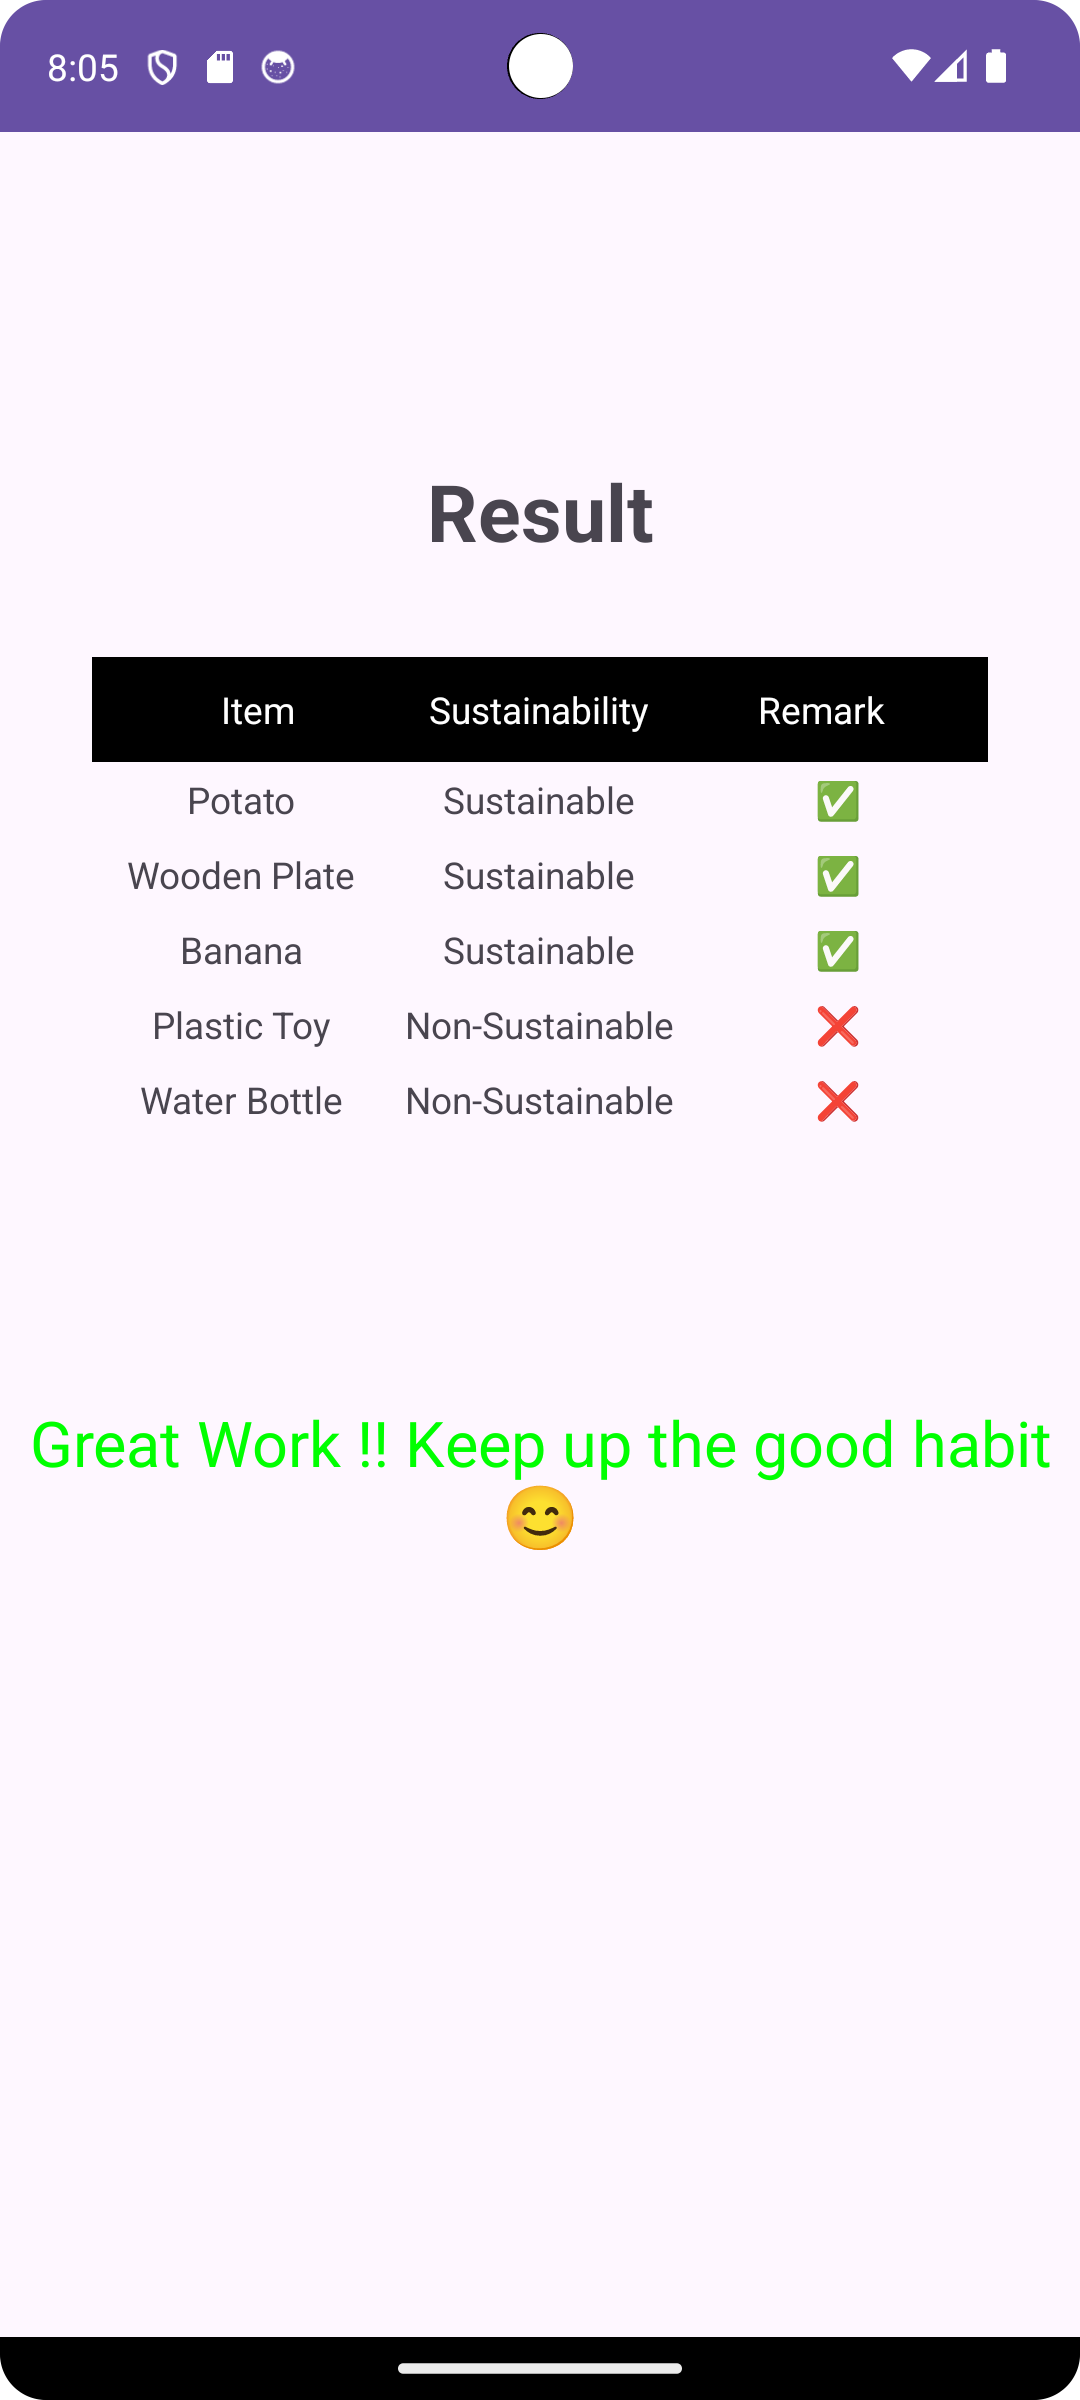 8:05
Result
Item Sustainability Remark
Potato Sustainable ✅
Wooden Plate Sustainable ✅
Banana Sustainable ✅
Plastic Toy Non-Sustainable ❌
Water Bottle Non-Sustainable ❌
Great Work !! Keep up the good habit
😊